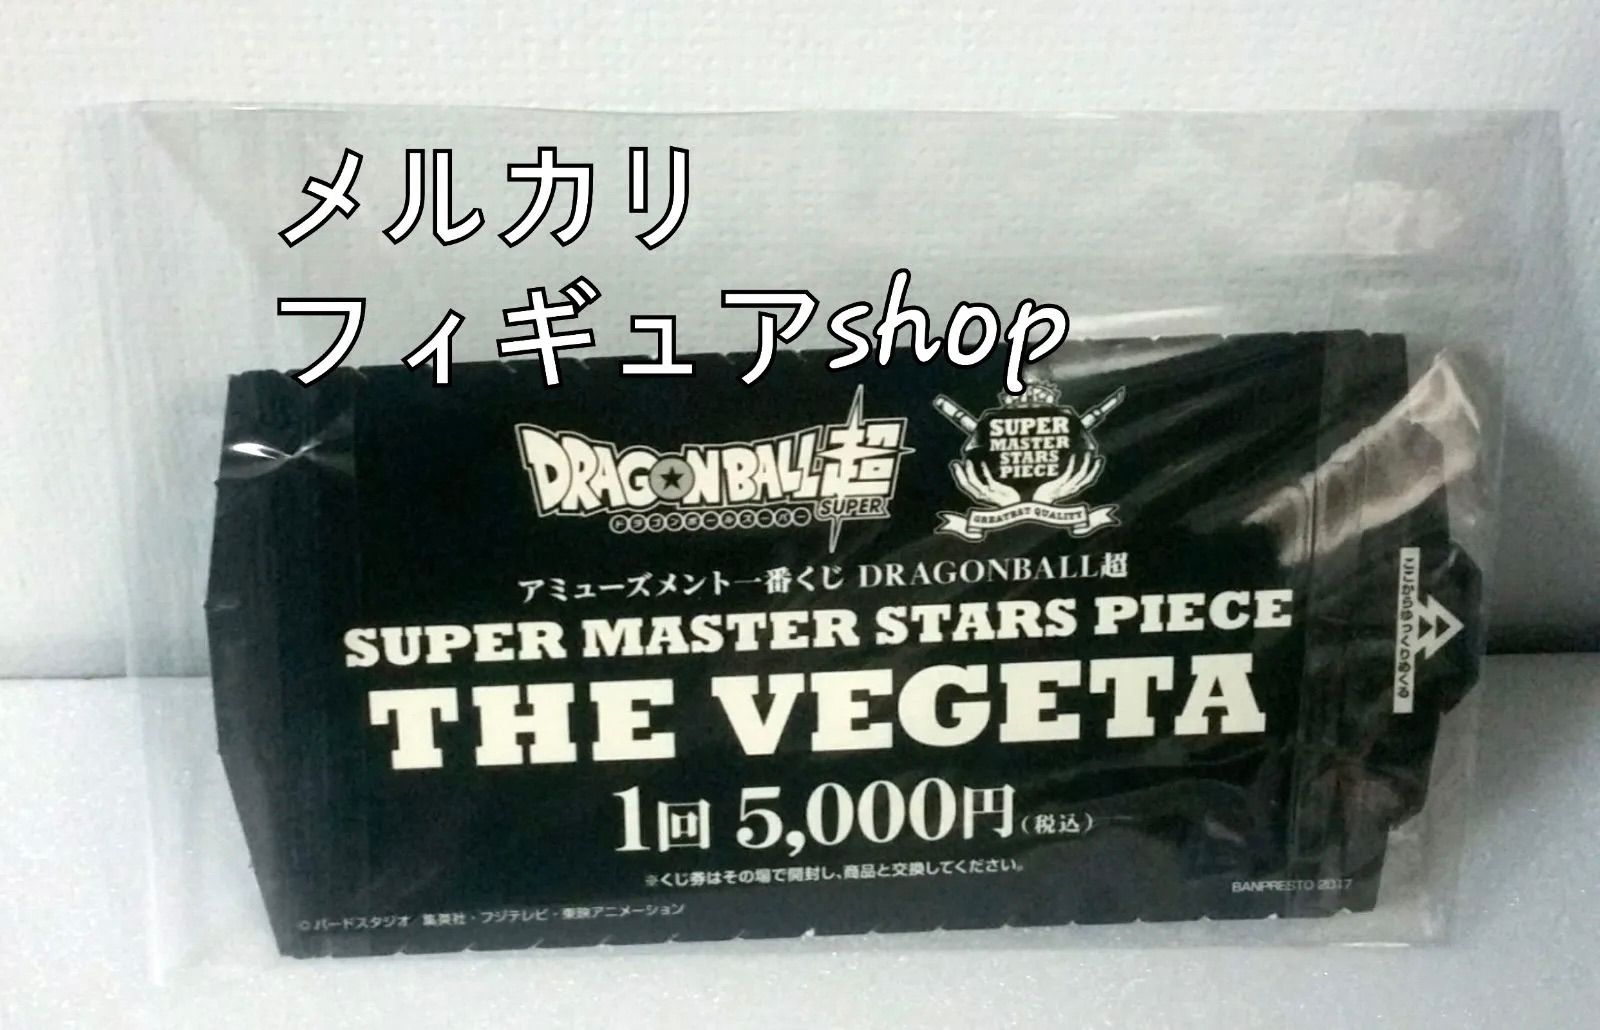 メルカリ
フィギュアshop
DRAGONBALL超
SUPER
ドラゴンボールスーパー
SUPER
MASTER
STARS
PIECE
GREATEST QUALITY
アミューズメント一番くじ DRAGONBALL超
SUPER MASTER STARS PIECE
THE VEGETA
1回 5,000円(税込)
※くじ券はその場で開封し、商品と交換してください。
ここからゆっくりめくる
©バードスタジオ/集英社・フジテレビ・東映アニメーション
BANPRESTO 2017